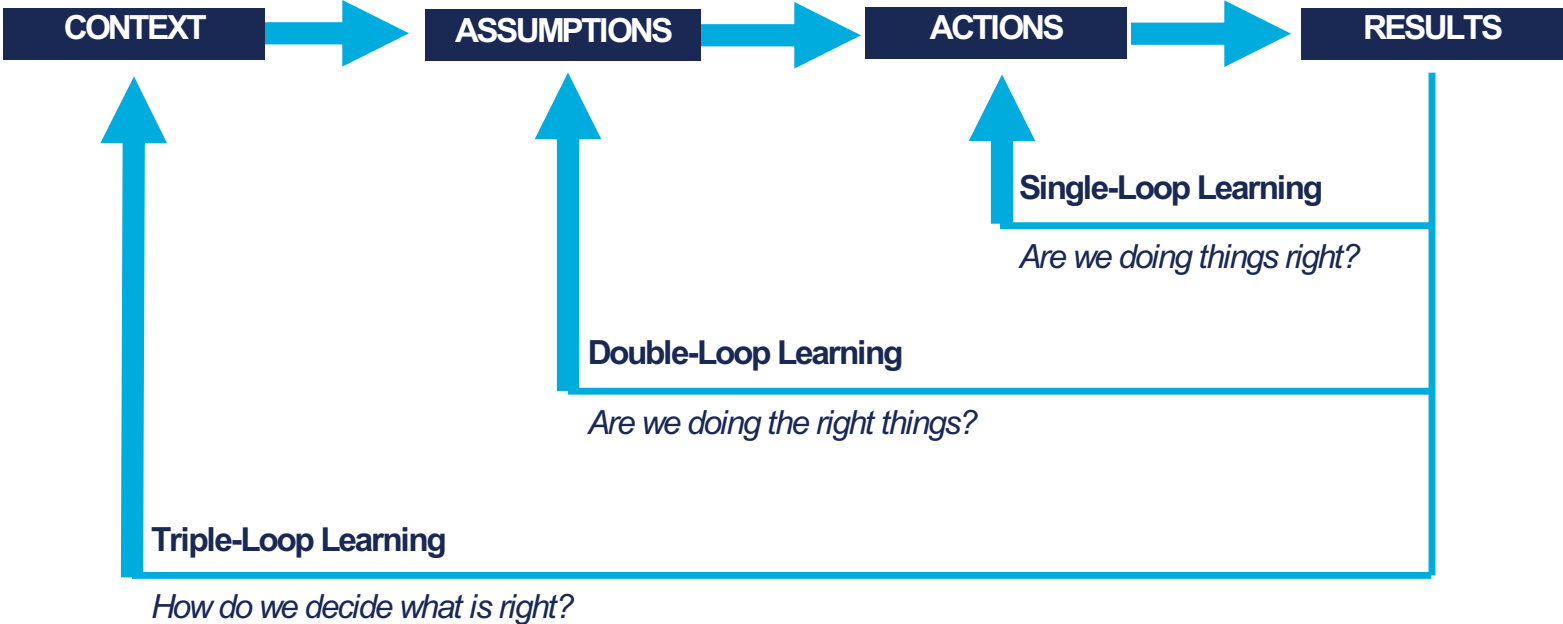 CONTEXT
ASSUMPTIONS
ACTIONS
RESULTS
Single-Loop Learning
Are we doing things right?
Double-Loop Learning
Are we doing the right things?
Triple-Loop Learning
How do we decide what is right?